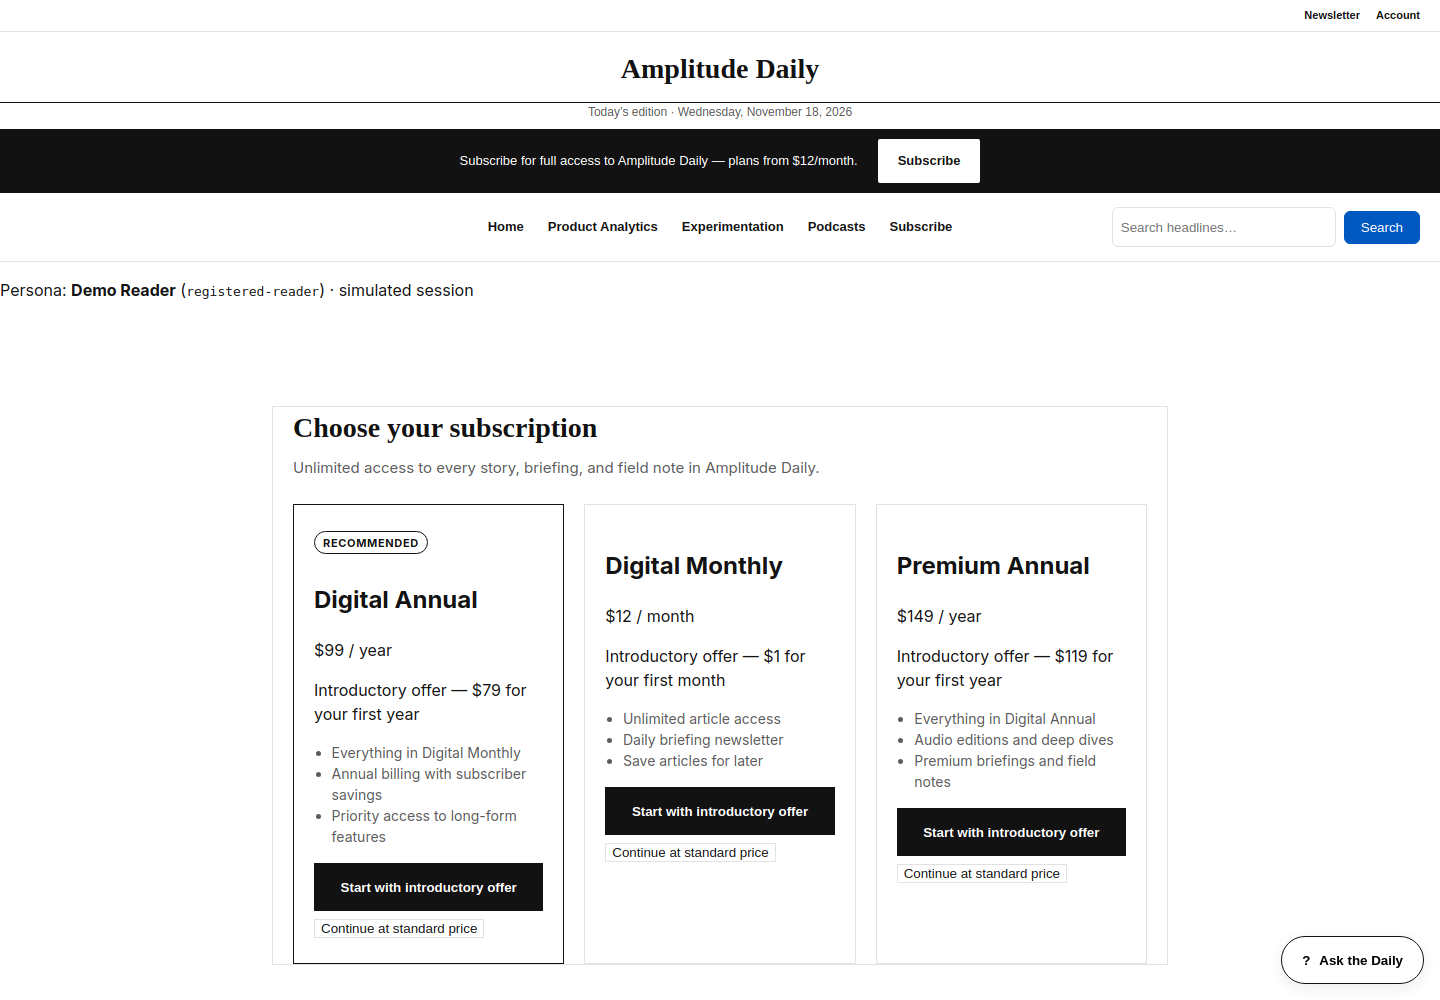 Newsletter Account
Amplitude Daily
Today's edition · Wednesday, November 18, 2026
Subscribe for full access to Amplitude Daily — plans from $12/month. Subscribe
Home Product Analytics Experimentation Podcasts Subscribe Search headlines… Search
Persona: Demo Reader (registered-reader) · simulated session
Choose your subscription
Unlimited access to every story, briefing, and field note in Amplitude Daily.
RECOMMENDED
Digital Annual
$99 / year
Introductory offer — $79 for
your first year
• Everything in Digital Monthly
• Annual billing with subscriber
savings
• Priority access to long-form
features
Start with introductory offer
Continue at standard price
Digital Monthly
$12 / month
Introductory offer — $1 for
your first month
• Unlimited article access
• Daily briefing newsletter
• Save articles for later
Start with introductory offer
Continue at standard price
Premium Annual
$149 / year
Introductory offer — $119 for
your first year
• Everything in Digital Annual
• Audio editions and deep dives
• Premium briefings and field
notes
Start with introductory offer
Continue at standard price
? Ask the Daily